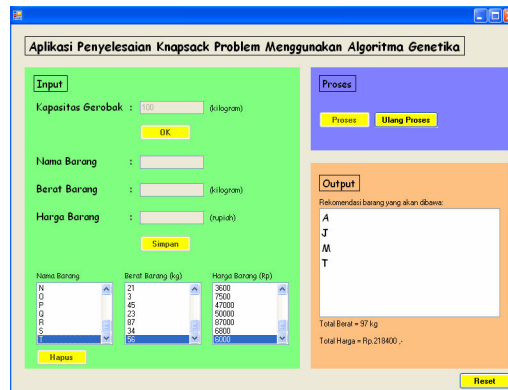 Aplikasi Penyelesaian Knapsack Problem Menggunakan Algoritma Genetika
Input
Kapasitas Gerobak : 100 (kilogram)
OK
Nama Barang :
Berat Barang : (kilogram)
Harga Barang : (rupiah)
Simpan
Nama Barang Berat Barang (kg) Harga Barang (Rp)
N 21 3600
O 3 7500
P 45 47000
Q 23 50000
R 87 87000
S 34 6800
T 56 6000
Hapus
Proses
Proses Ulang Proses
Output
Rekomendasi barang yang akan dibawa:
A
J
M
T
Total Berat = 97 kg
Total Harga = Rp.218400 ,-
Reset